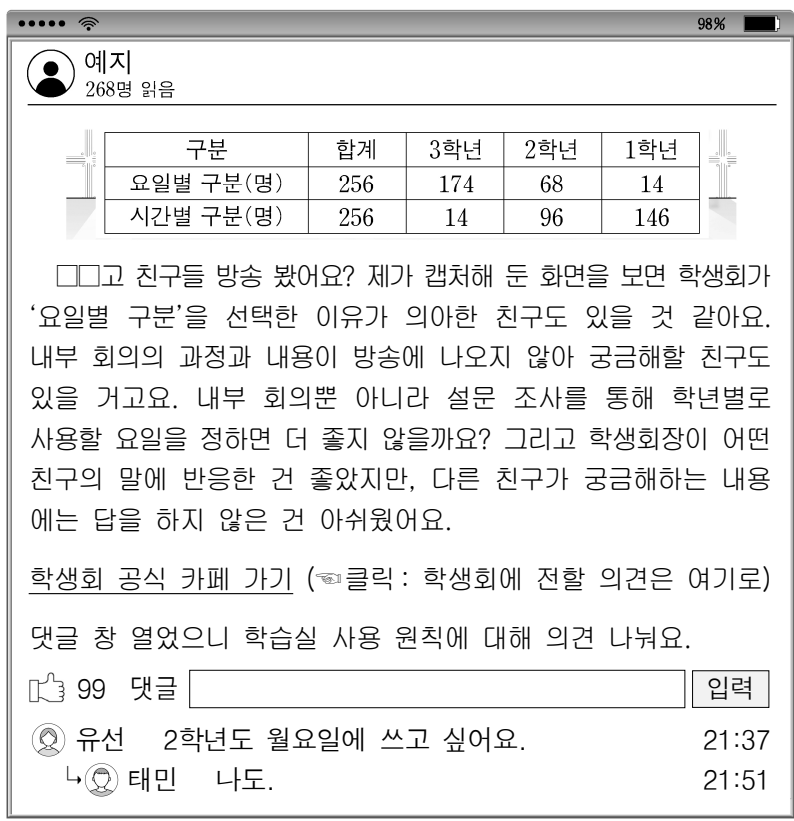 98%
예지
268명 읽음
구분 합계 3학년 2학년 1학년
요일별 구분(명) 256 174 68 14
시간별 구분(명) 256 14 96 146
□□고 친구들 방송 봤어요? 제가 캡처해 둔 화면을 보면 학생회가
‘요일별 구분’을 선택한 이유가 의아한 친구도 있을 것 같아요.
내부 회의의 과정과 내용이 방송에 나오지 않아 궁금해할 친구도
있을 거고요. 내부 회의뿐 아니라 설문 조사를 통해 학년별로
사용할 요일을 정하면 더 좋지 않을까요? 그리고 학생회장이 어떤
친구의 말에 반응한 건 좋았지만, 다른 친구가 궁금해하는 내용
에는 답을 하지 않은 건 아쉬웠어요.
학생회 공식 카페 가기 (☜클릭 : 학생회에 전할 의견은 여기로)
댓글 창 열었으니 학습실 사용 원칙에 대해 의견 나눠요.
99 댓글 입력
유선 2학년도 월요일에 쓰고 싶어요. 21:37
태민 나도. 21:51